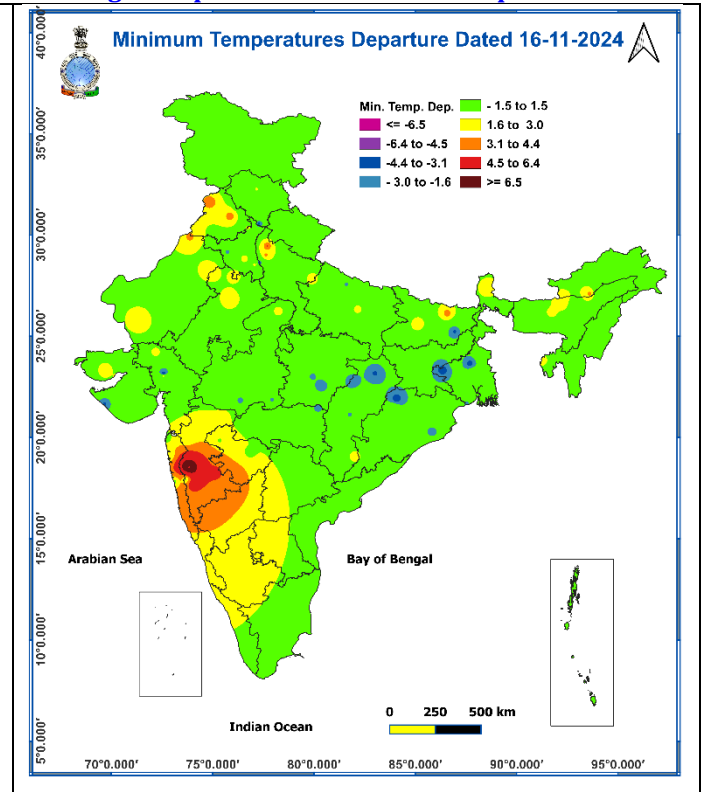 Minimum Temperatures Departure Dated 16-11-2024
Min. Temp. Dep.
<= -6.5
-6.4 to -4.5
-4.4 to -3.1
- 3.0 to -1.6
- 1.5 to 1.5
1.6 to 3.0
3.1 to 4.4
4.5 to 6.4
>= 6.5
40°0.000'
35°0.000'
30°0.000'
25°0.000'
20°0.000'
15°0.000'
10°0.000'
5°0.000'
Arabian Sea
Bay of Bengal
Indian Ocean
0 250 500 km
70°0.000' 75°0.000' 80°0.000' 85°0.000' 90°0.000' 95°0.000'